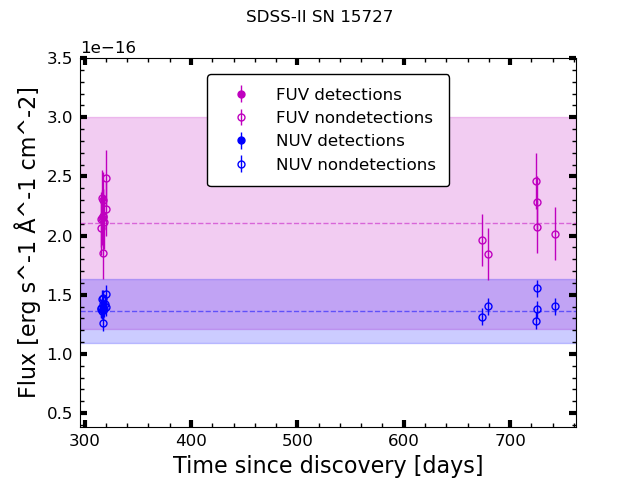 SDSS-II SN 15727
1e−16
FUV detections
FUV nondetections
NUV detections
NUV nondetections
3.5
3.0
2.5
2.0
1.5
1.0
0.5
Flux [erg s^-1 Å^-1 cm^-2]
300 400 500 600 700
Time since discovery [days]